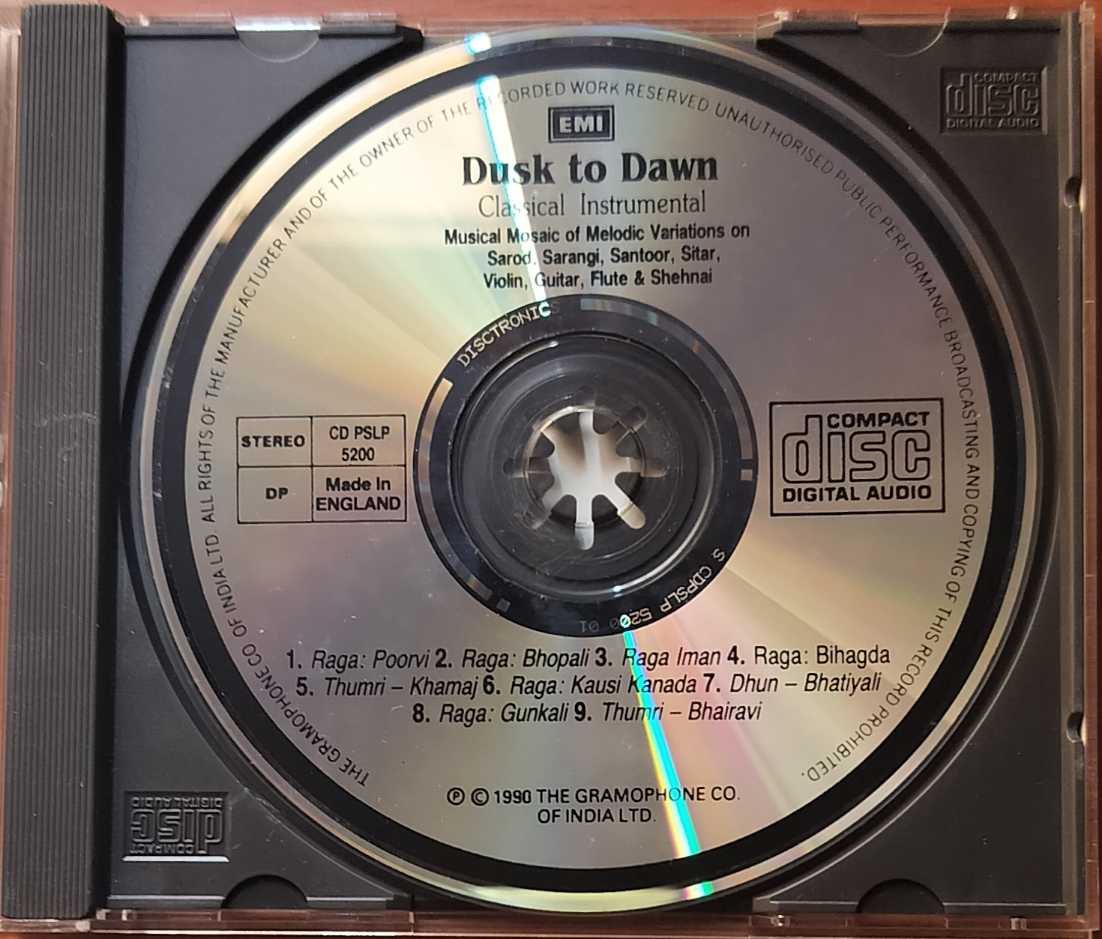 THE GRAMOPHONE CO OF INDIA LTD. ALL RIGHTS OF THE MANUFACTURER AND OF THE OWNER OF THE RECORDED WORK RESERVED UNAUTHORISED PUBLIC PERFORMANCE BROADCASTING AND COPYING OF THIS RECORD PROHIBITED.
EMI
Dusk to Dawn
Classical Instrumental
Musical Mosaic of Melodic Variations on
Sarod, Sarangi, Santoor, Sitar,
Violin, Guitar, Flute & Shehnai
DISCTRONICS
STEREO
CD PSLP
5200
DP
Made In
ENGLAND
COMPACT
disc
DIGITAL AUDIO
S CDPSLP 5200 01
1. Raga: Poorvi 2. Raga: Bhopali 3. Raga Iman 4. Raga: Bihagda
5. Thumri – Khamaj 6. Raga: Kausi Kanada 7. Dhun – Bhatiyali
8. Raga: Gunkali 9. Thumri – Bhairavi
℗ © 1990 THE GRAMOPHONE CO.
OF INDIA LTD.
COMPACT
disc
DIGITAL AUDIO
COMPACT
disc
DIGITAL AUDIO